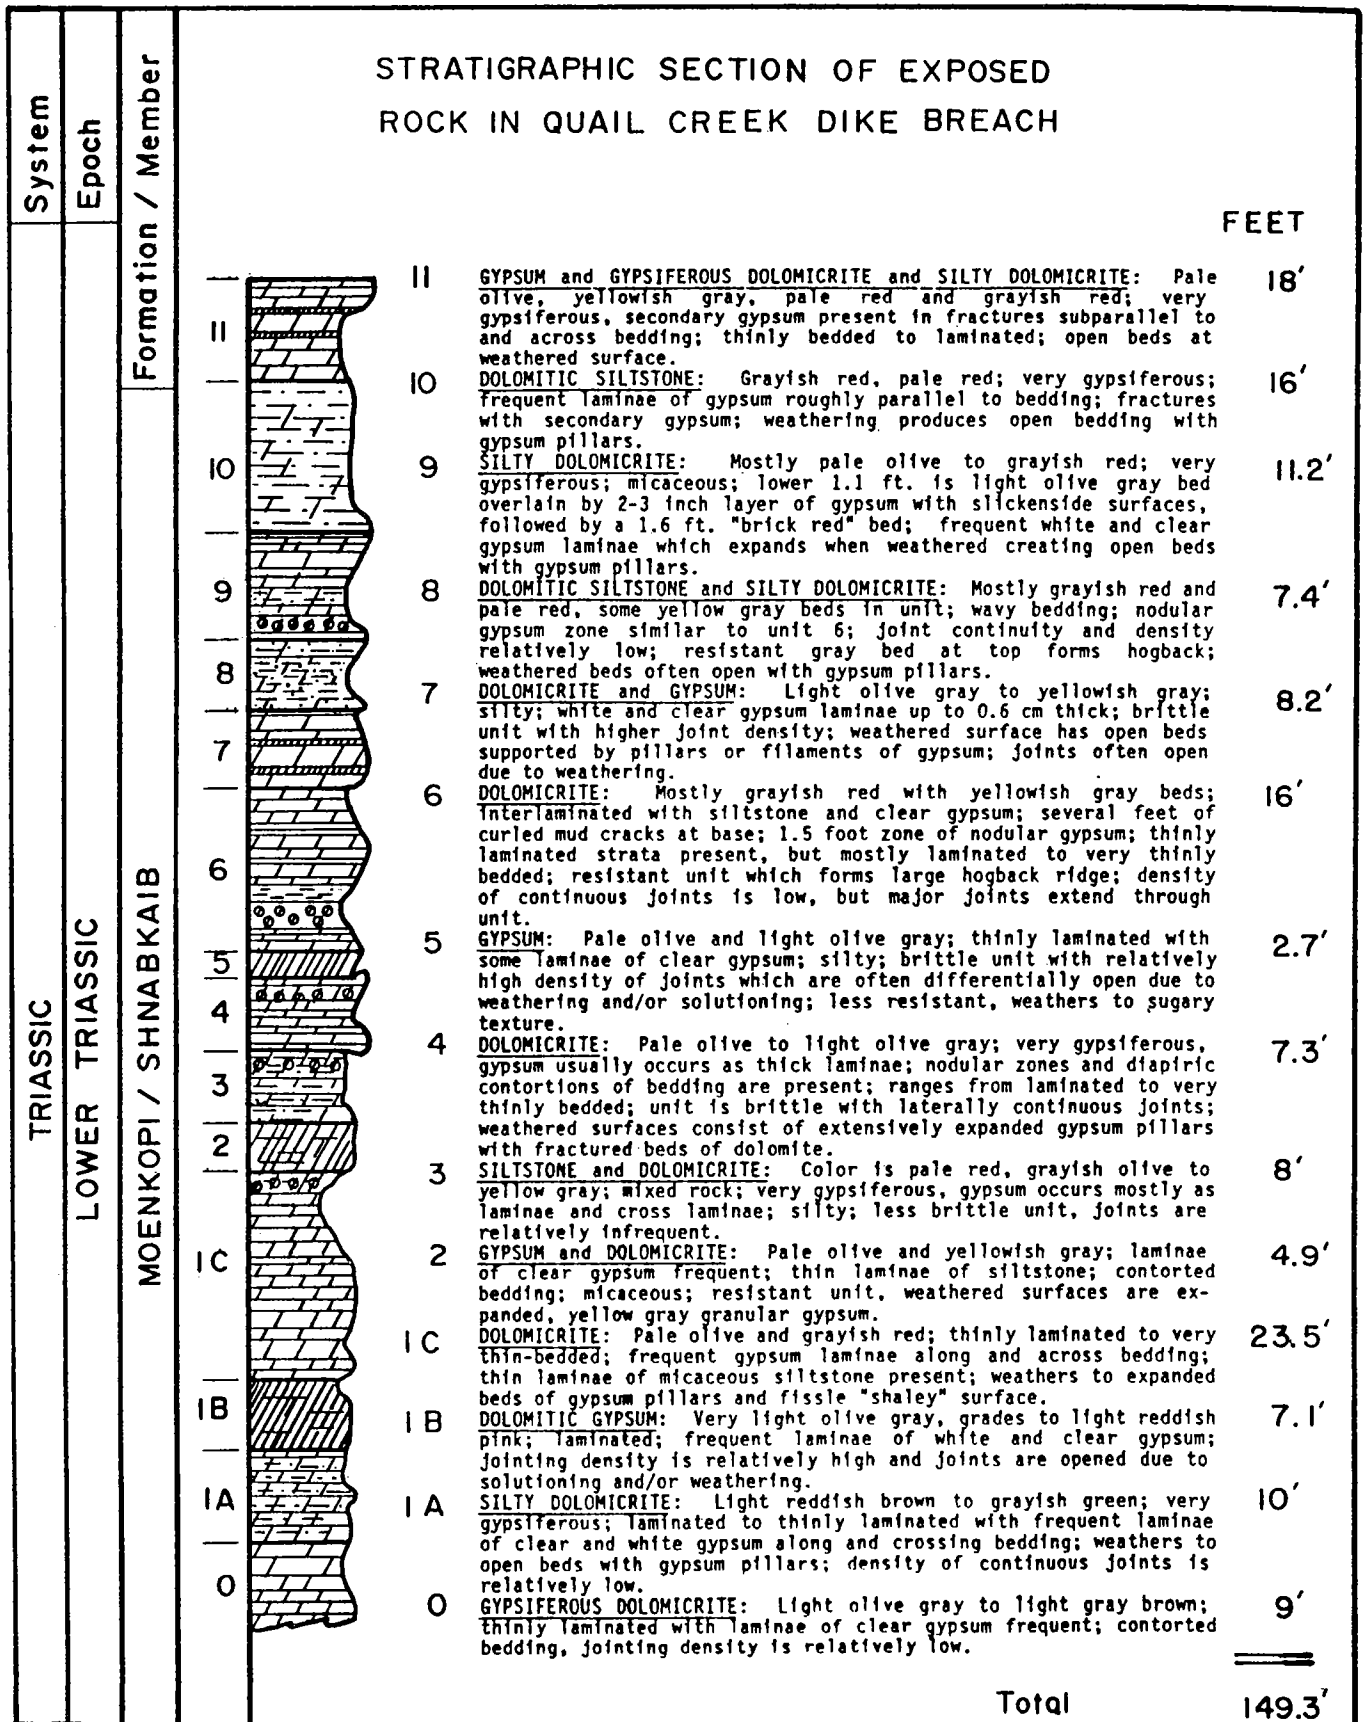 STRATIGRAPHIC SECTION OF EXPOSED
ROCK IN QUAIL CREEK DIKE BREACH
System
Epoch
Formation / Member
TRIASSIC
LOWER TRIASSIC
MOENKOPI / SHNABKAIB
FEET
11
10
9
8
7
6
5
4
3
2
1C
1B
1A
0
11 GYPSUM and GYPSIFEROUS DOLOMICRITE and SILTY DOLOMICRITE: Pale 18'
olive, yellowish gray, pale red and grayish red; very
gypsiferous, secondary gypsum present in fractures subparallel to
and across bedding; thinly bedded to laminated; open beds at
weathered surface.
10 DOLOMITIC SILTSTONE: Grayish red, pale red; very gypsiferous; 16'
frequent laminae of gypsum roughly parallel to bedding; fractures
with secondary gypsum; weathering produces open bedding with
gypsum pillars.
9 SILTY DOLOMICRITE: Mostly pale olive to grayish red; very 11.2'
gypsiferous; micaceous; lower 1.1 ft. is light olive gray bed
overlain by 2-3 inch layer of gypsum with slickenside surfaces,
followed by a 1.6 ft. "brick red" bed; frequent white and clear
gypsum laminae which expands when weathered creating open beds
with gypsum pillars.
8 DOLOMITIC SILTSTONE and SILTY DOLOMICRITE: Mostly grayish red and 7.4'
pale red, some yellow gray beds in unit; wavy bedding; nodular
gypsum zone similar to unit 6; joint continuity and density
relatively low; resistant gray bed at top forms hogback;
weathered beds often open with gypsum pillars.
7 DOLOMICRITE and GYPSUM: Light olive gray to yellowish gray; 8.2'
silty; white and clear gypsum laminae up to 0.6 cm thick; brittle
unit with higher joint density; weathered surface has open beds
supported by pillars or filaments of gypsum; joints often open
due to weathering.
6 DOLOMICRITE: Mostly grayish red with yellowish gray beds; 16'
interlaminated with siltstone and clear gypsum; several feet of
curled mud cracks at base; 1.5 foot zone of nodular gypsum; thinly
laminated strata present, but mostly laminated to very thinly
bedded; resistant unit which forms large hogback ridge; density
of continuous joints is low, but major joints extend through
unit.
5 GYPSUM: Pale olive and light olive gray; thinly laminated with 2.7'
some laminae of clear gypsum; silty; brittle unit with relatively
high density of joints which are often differentially open due to
weathering and/or solutioning; less resistant, weathers to sugary
texture.
4 DOLOMICRITE: Pale olive to light olive gray; very gypsiferous, 7.3'
gypsum usually occurs as thick laminae; nodular zones and diapiric
contortions of bedding are present; ranges from laminated to very
thinly bedded; unit is brittle with laterally continuous joints;
weathered surfaces consist of extensively expanded gypsum pillars
with fractured beds of dolomite.
3 SILTSTONE and DOLOMICRITE: Color is pale red, grayish olive to 8'
yellow gray; mixed rock; very gypsiferous, gypsum occurs mostly as
laminae and cross laminae; silty; less brittle unit, joints are
relatively infrequent.
2 GYPSUM and DOLOMICRITE: Pale olive and yellowish gray; laminae 4.9'
of clear gypsum frequent; thin laminae of siltstone; contorted
bedding; micaceous; resistant unit, weathered surfaces are ex-
panded, yellow gray granular gypsum.
1C DOLOMICRITE: Pale olive and grayish red; thinly laminated to very 23.5'
thin-bedded; frequent gypsum laminae along and across bedding;
thin laminae of micaceous siltstone present; weathers to expanded
beds of gypsum pillars and fissle "shaley" surface.
1B DOLOMITIC GYPSUM: Very light olive gray, grades to light reddish 7.1'
pink; laminated; frequent laminae of white and clear gypsum;
jointing density is relatively high and joints are opened due to
solutioning and/or weathering.
1A SILTY DOLOMICRITE: Light reddish brown to grayish green; very 10'
gypsiferous; laminated to thinly laminated with frequent laminae
of clear and white gypsum along and crossing bedding; weathers to
open beds with gypsum pillars; density of continuous joints is
relatively low.
0 GYPSIFEROUS DOLOMICRITE: Light olive gray to light gray brown; 9'
thinly laminated with laminae of clear gypsum frequent; contorted
bedding, jointing density is relatively low.
Total 149.3'